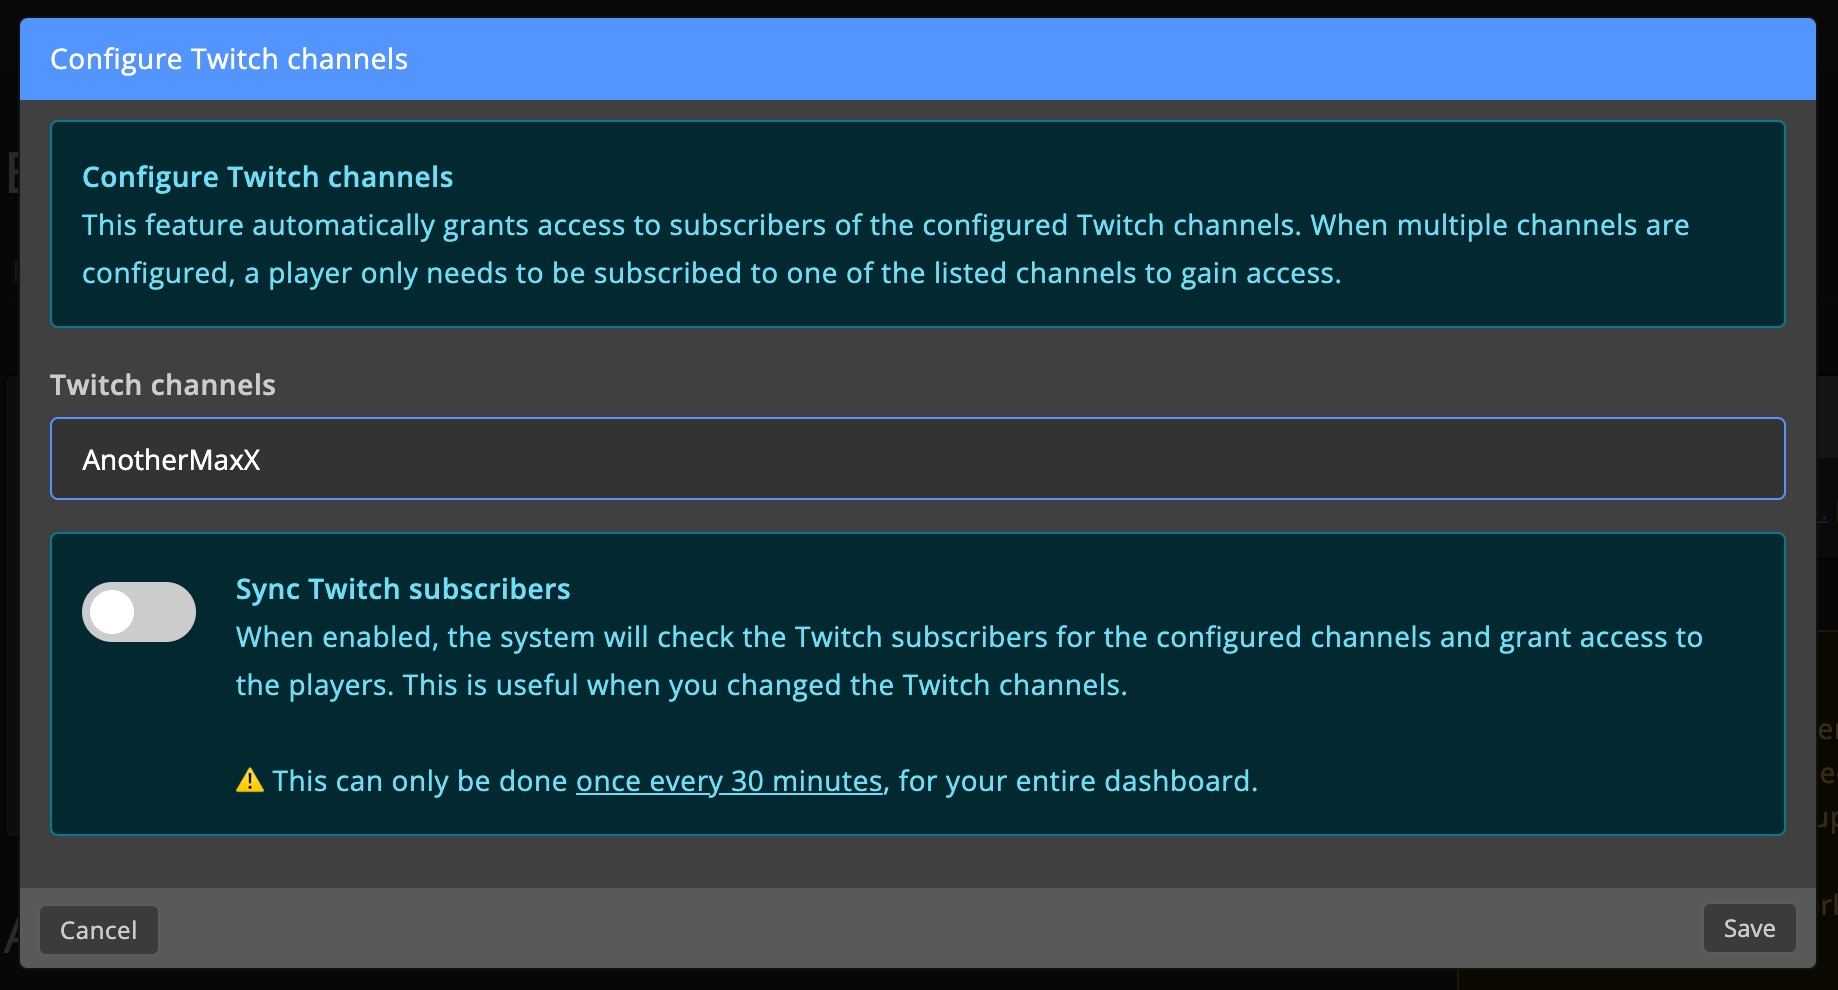 Configure Twitch channels
Configure Twitch channels
This feature automatically grants access to subscribers of the configured Twitch channels. When multiple channels are
configured, a player only needs to be subscribed to one of the listed channels to gain access.
Twitch channels
AnotherMaxX
Sync Twitch subscribers
When enabled, the system will check the Twitch subscribers for the configured channels and grant access to
the players. This is useful when you changed the Twitch channels.
⚠ This can only be done once every 30 minutes, for your entire dashboard.
Cancel
Save